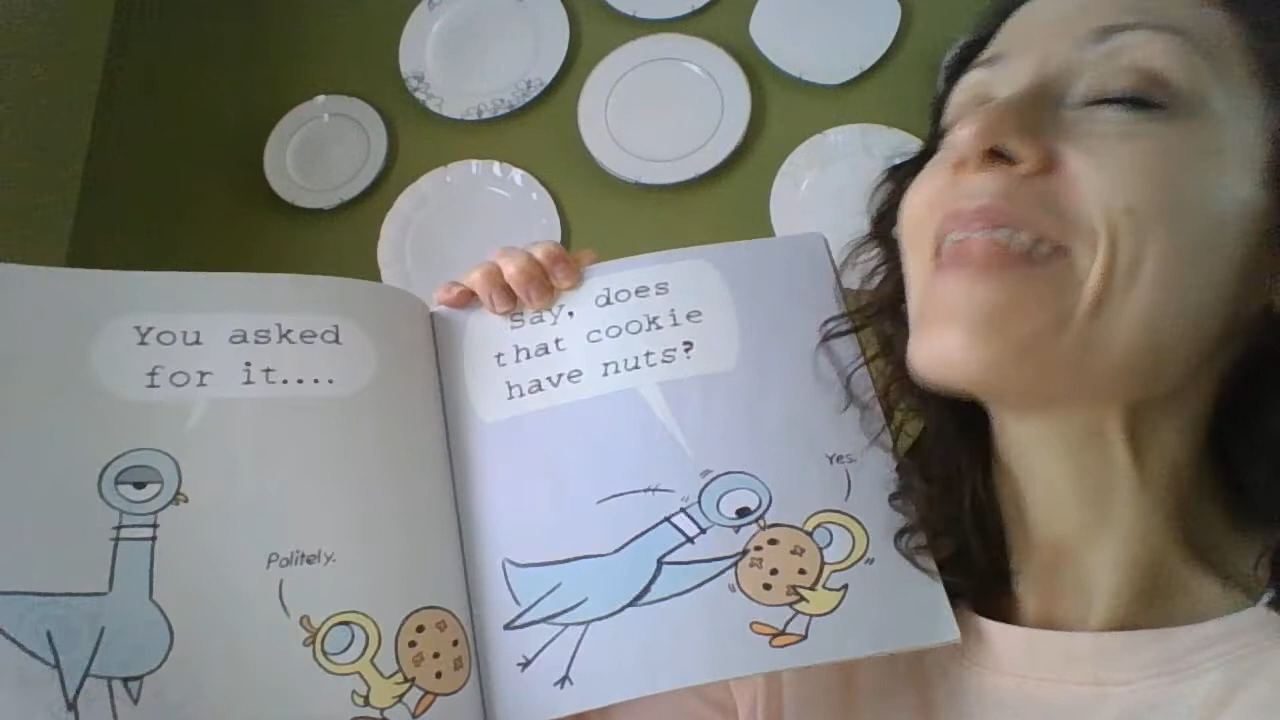 You asked
for it....
Politely.
Say, does
that cookie
have nuts?
Yes.